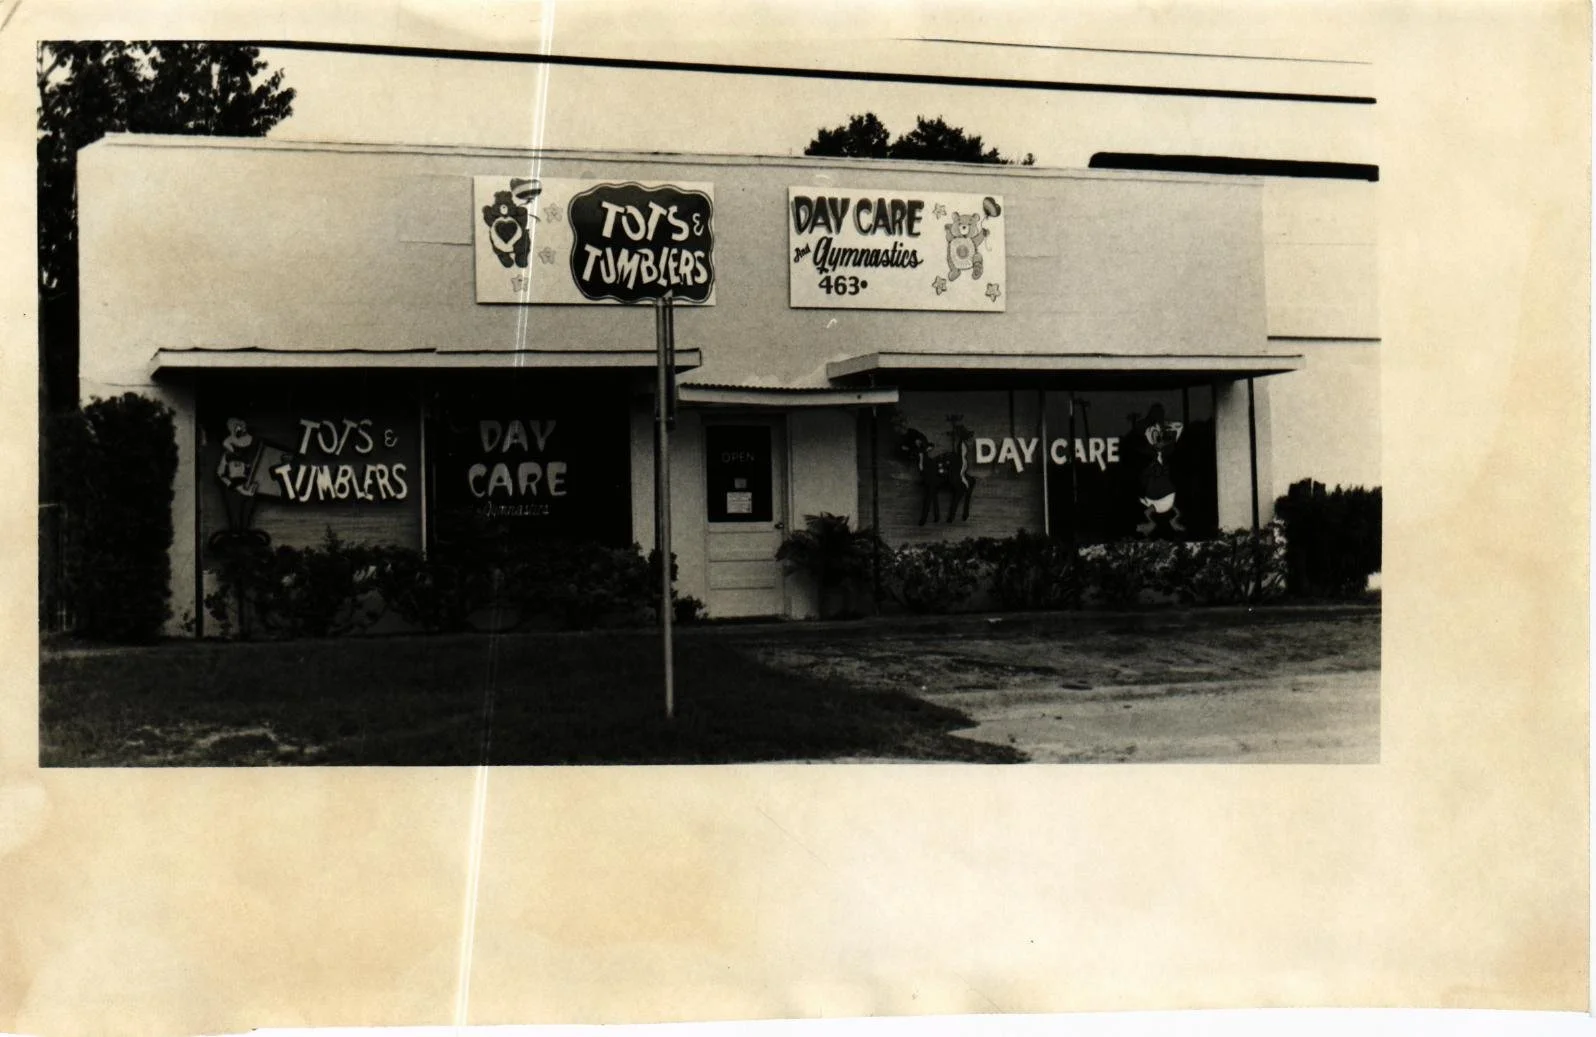 TOTS &
TUMBLERS
DAY CARE
And Gymnastics
463•
TOTS &
TUMBLERS
DAY
CARE
Gymnastics
OPEN
DAY CARE